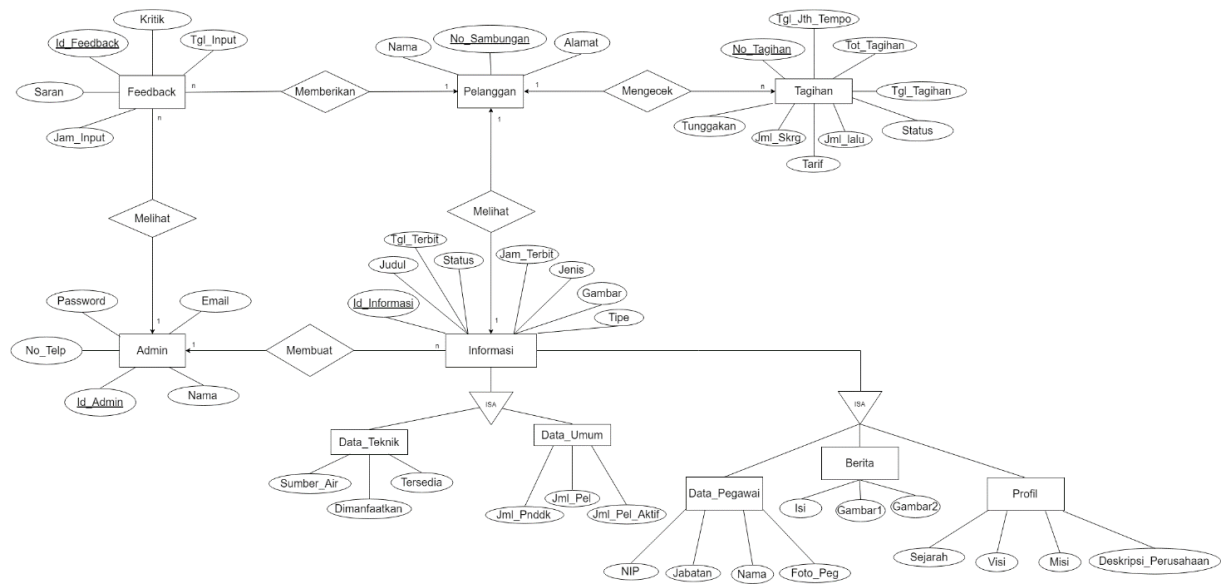 Kritik
Id_Feedback
Tgl_Input
Saran
Feedback
Jam_Input
n
n
Memberikan
1
Nama
No_Sambungan
Alamat
Pelanggan
1
1
Mengecek
n
Tgl_Jth_Tempo
No_Tagihan
Tot_Tagihan
Tagihan
Tgl_Tagihan
Tunggakan
Jml_Skrg
Jml_lalu
Status
Tarif
Melihat
Melihat
Tgl_Terbit
Judul
Status
Jam_Terbit
Jenis
Id_Informasi
Gambar
Tipe
1
Informasi
Password
Email
1
No_Telp
Admin
1
Membuat
n
Id_Admin
Nama
ISA
ISA
Data_Teknik
Data_Umum
Sumber_Air
Tersedia
Dimanfaatkan
Jml_Pnddk
Jml_Pel
Jml_Pel_Aktif
Data_Pegawai
Berita
Profil
Isi
Gambar1
Gambar2
NIP
Jabatan
Nama
Foto_Peg
Sejarah
Visi
Misi
Deskripsi_Perusahaan